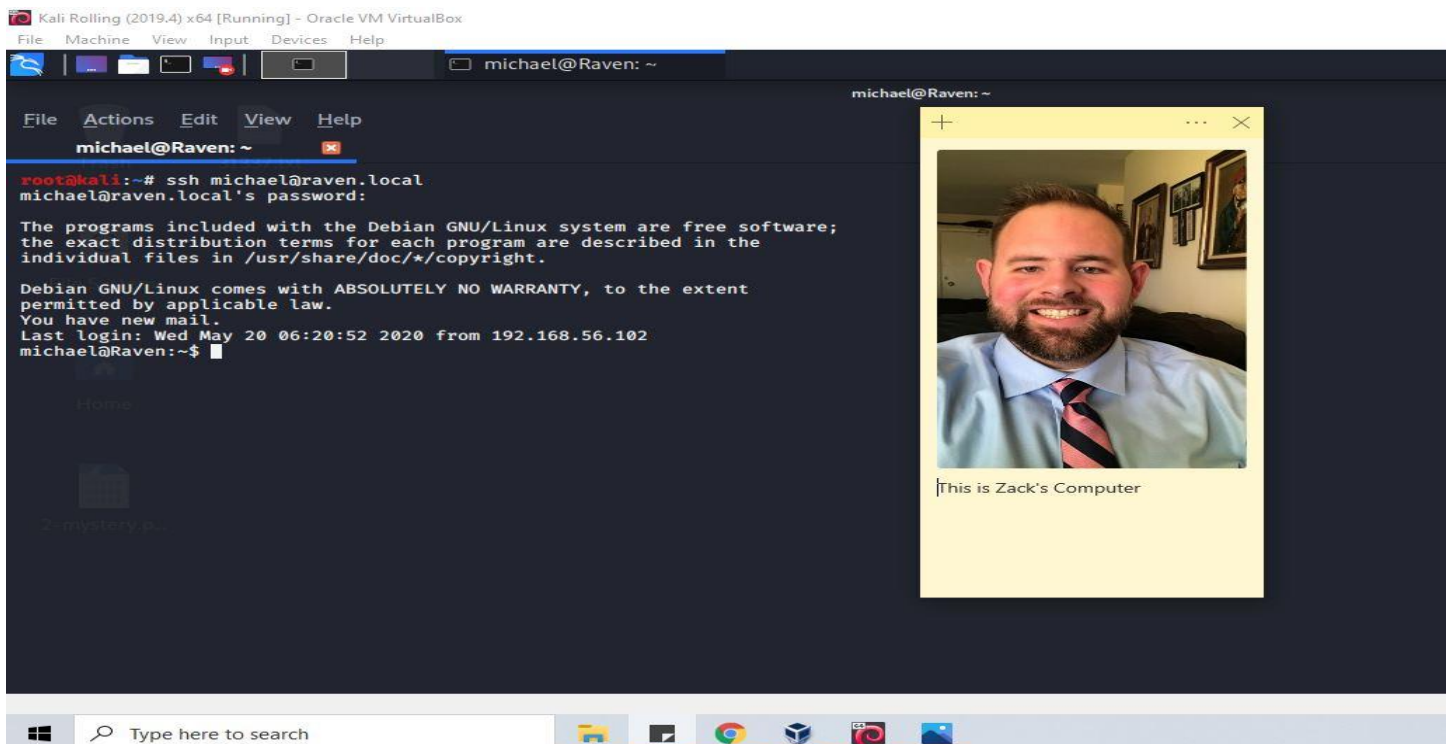 Kali Rolling (2019.4) x64 [Running] - Oracle VM VirtualBox
File Machine View Input Devices Help
michael@Raven: ~
michael@Raven: ~
File Actions Edit View Help
michael@Raven: ~
root@kali:~# ssh michael@raven.local
michael@raven.local's password:
The programs included with the Debian GNU/Linux system are free software;
the exact distribution terms for each program are described in the
individual files in /usr/share/doc/*/copyright.
Debian GNU/Linux comes with ABSOLUTELY NO WARRANTY, to the extent
permitted by applicable law.
You have new mail.
Last login: Wed May 20 06:20:52 2020 from 192.168.56.102
michael@Raven:~$
Home
2-mystery.p...
This is Zack's Computer
Type here to search